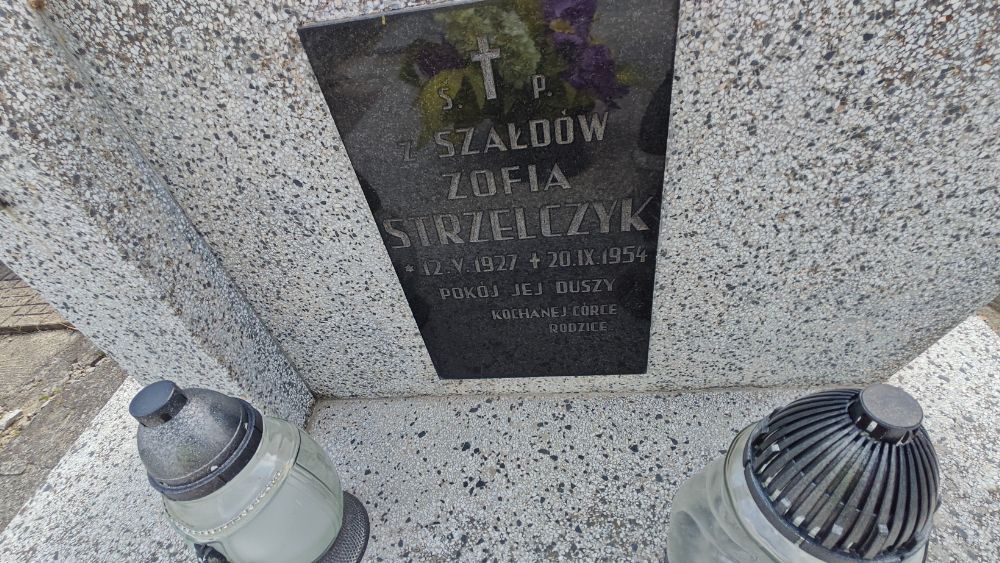 Ś. P.
Z SZAŁDÓW
ZOFIA
STRZELCZYK
* 12.V.1927 ✝ 20.IX.1954
POKÓJ JEJ DUSZY
KOCHANEJ CÓRCE
RODZICE